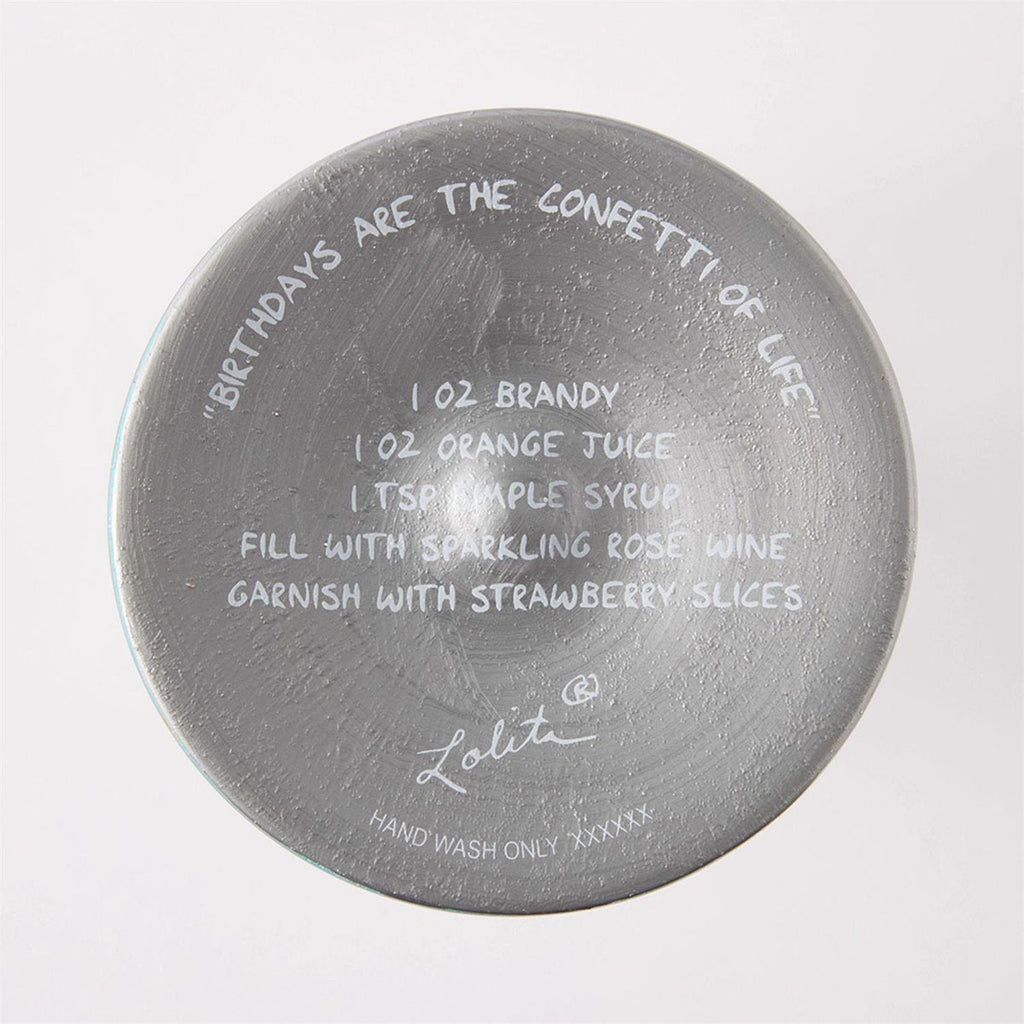 "BIRTHDAYS ARE THE CONFETTI OF LIFE"
1 OZ BRANDY
1 OZ ORANGE JUICE
1 TSP SIMPLE SYRUP
FILL WITH SPARKLING ROSÉ WINE
GARNISH WITH STRAWBERRY SLICES
Lolita ®
HAND WASH ONLY XXXXXX